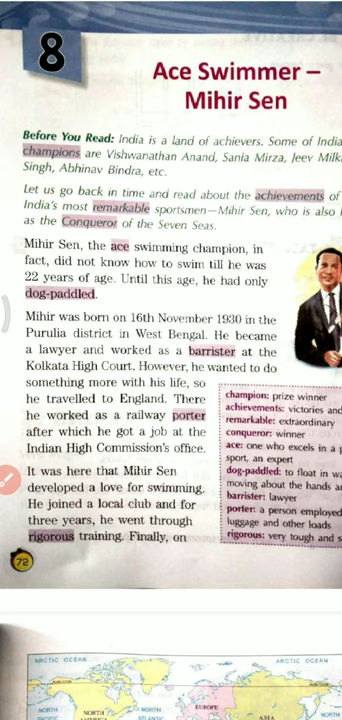 8
Ace Swimmer –
Mihir Sen
Before You Read: India is a land of achievers. Some of India
champions are Vishwanathan Anand, Sania Mirza, Jeev Milk
Singh, Abhinav Bindra, etc.
Let us go back in time and read about the achievements of
India's most remarkable sportsmen—Mihir Sen, who is also
as the Conqueror of the Seven Seas.
Mihir Sen, the ace swimming champion, in
fact, did not know how to swim till he was
22 years of age. Until this age, he had only
dog-paddled.
Mihir was born on 16th November 1930 in the
Purulia district in West Bengal. He became
a lawyer and worked as a barrister at the
Kolkata High Court. However, he wanted to do
something more with his life, so
he travelled to England. There
he worked as a railway porter
after which he got a job at the
Indian High Commission's office.
It was here that Mihir Sen
developed a love for swimming.
He joined a local club and for
three years, he went through
rigorous training. Finally, on
champion: prize winner
achievements: victories and
remarkable: extraordinary
conqueror: winner
ace: one who excels in a
sport, an expert
dog-paddled: to float in wa
moving about the hands a
barrister: lawyer
porter: a person employed
luggage and other loads
rigorous: very tough and s
72
ARCTIC OCEAN
ARCTIC OCEAN
NORTH
NORTH
NORTH
EUROPE
ASIA
NORTH
AMERICA
ATLANTIC